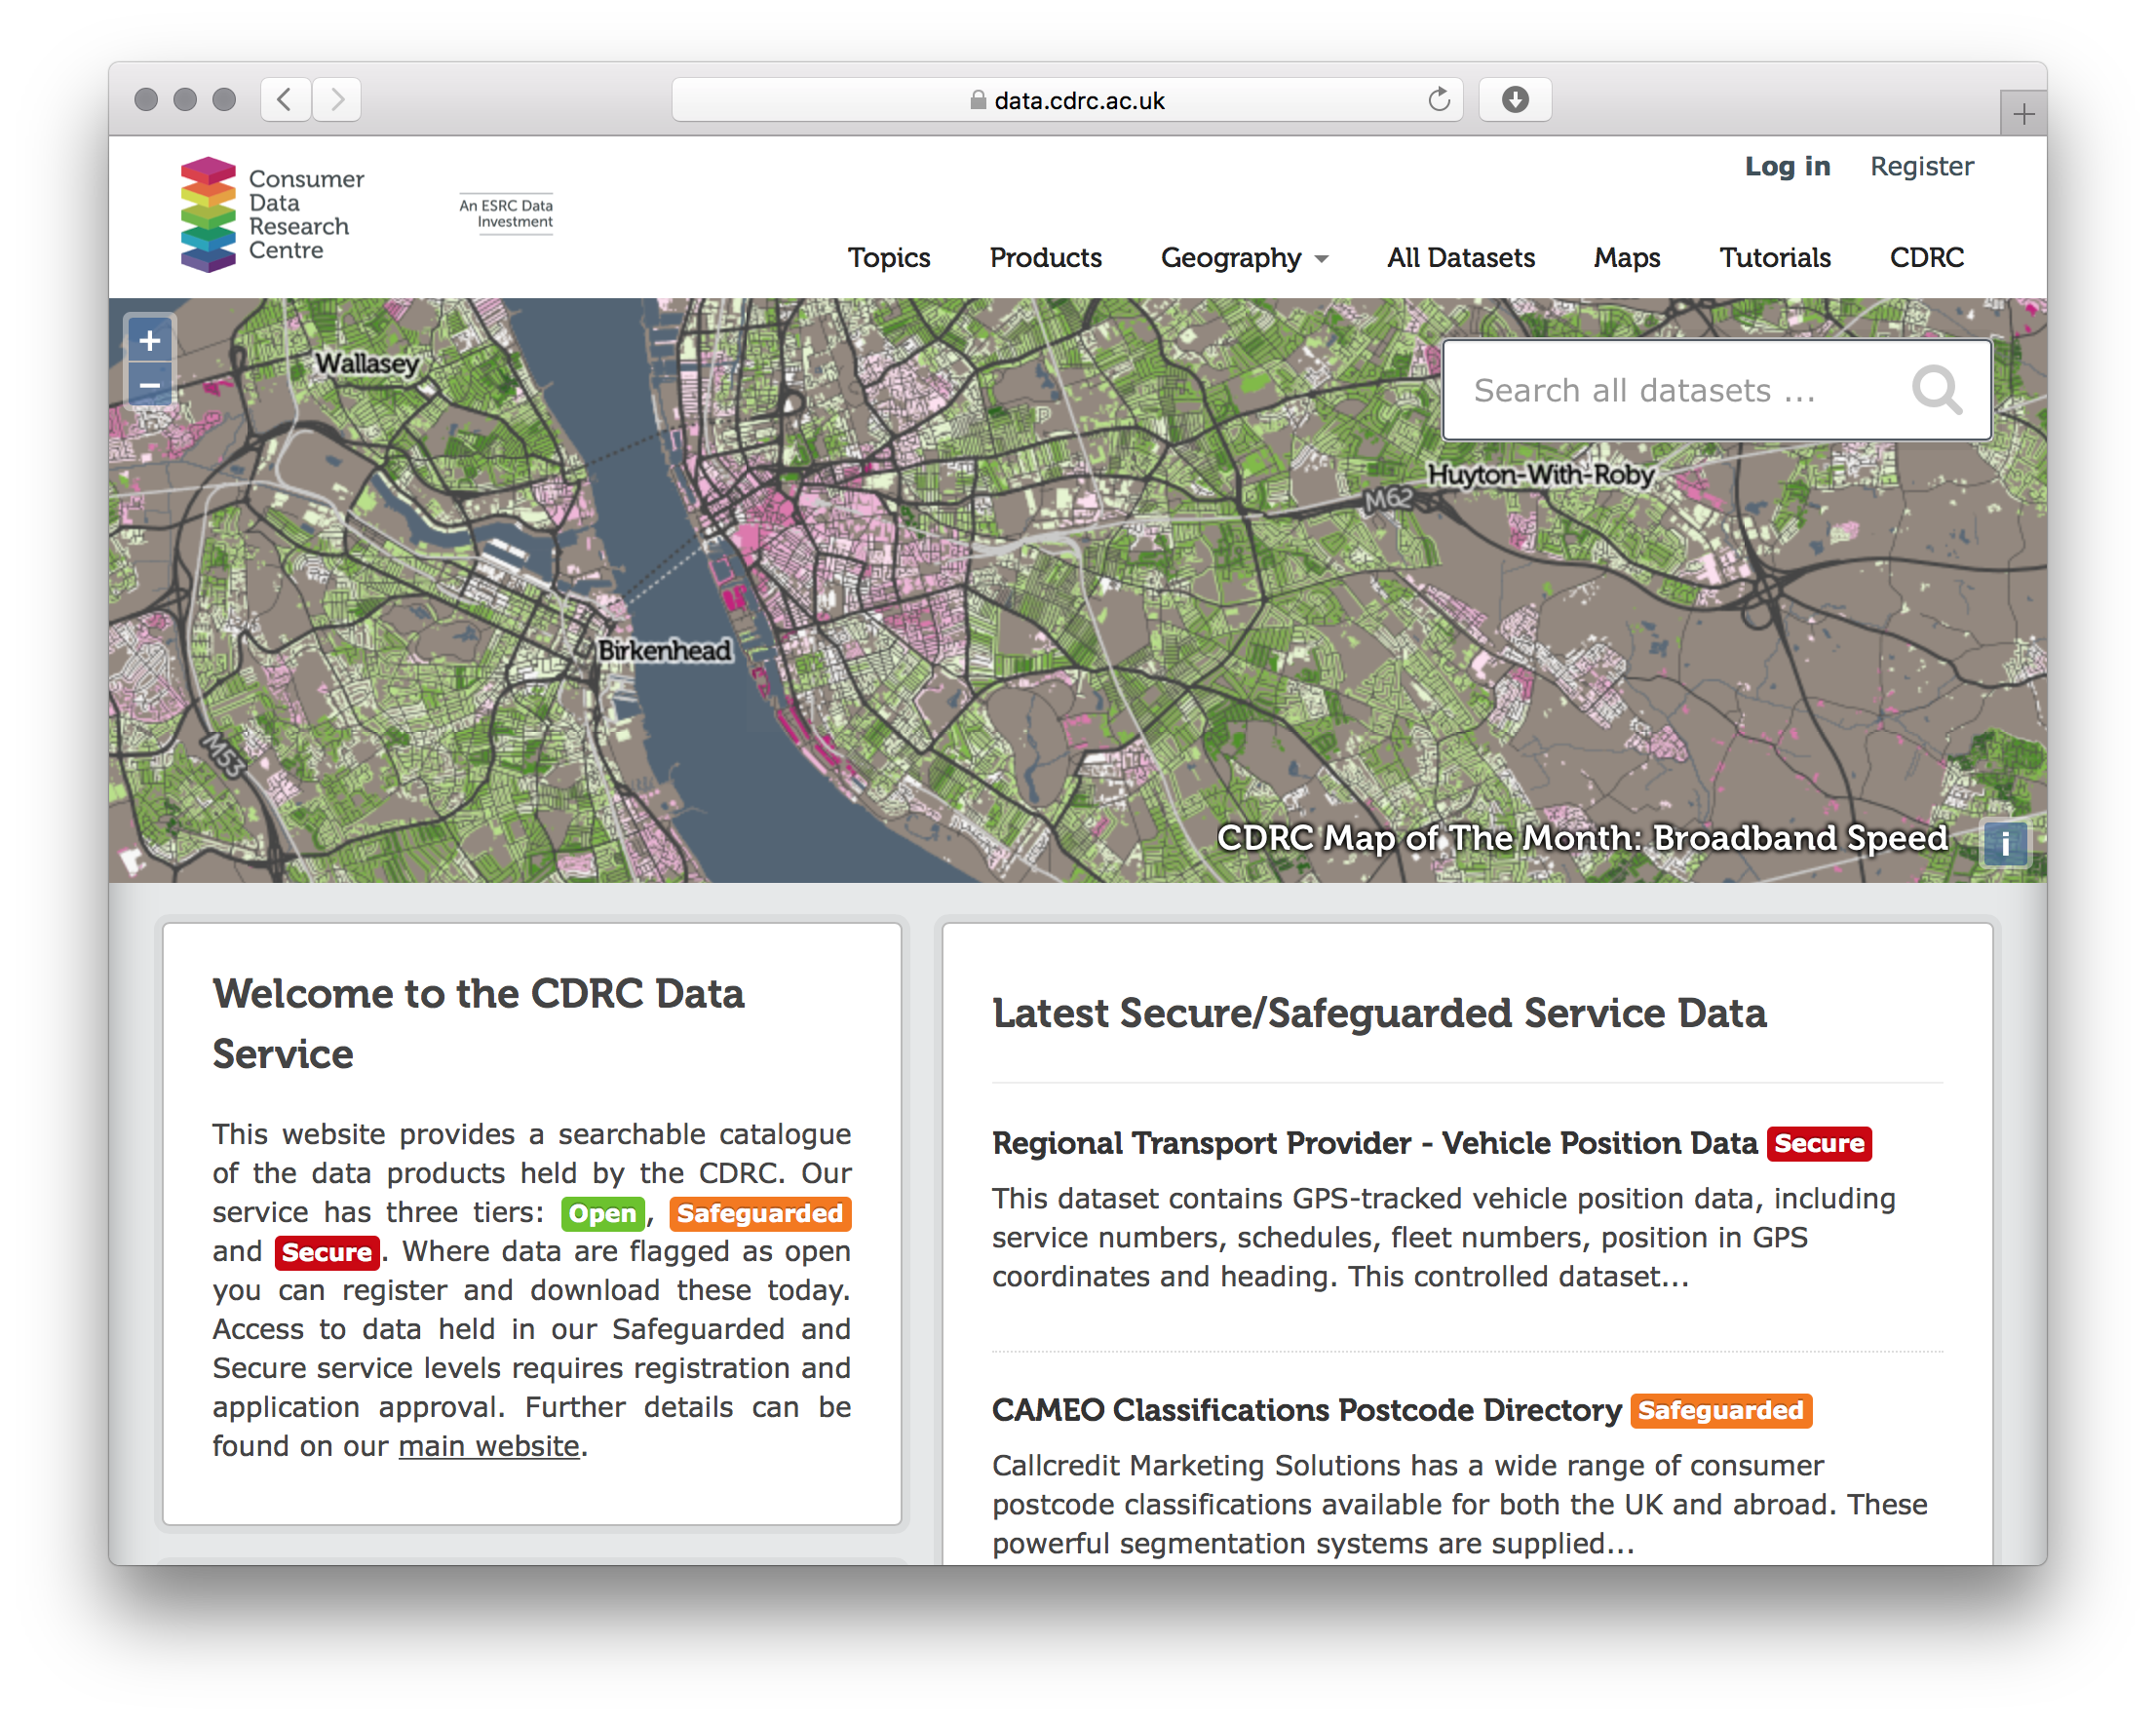 data.cdrc.ac.uk
Consumer
Data
Research
Centre
An ESRC Data
Investment
Log in Register
Topics Products Geography All Datasets Maps Tutorials CDRC
+
−
Wallasey
Search all datasets ...
Huyton-With-Roby
M62
Birkenhead
M53
CDRC Map of The Month: Broadband Speed
i
Welcome to the CDRC Data
Service
This website provides a searchable catalogue
of the data products held by the CDRC. Our
service has three tiers: Open, Safeguarded
and Secure. Where data are flagged as open
you can register and download these today.
Access to data held in our Safeguarded and
Secure service levels requires registration and
application approval. Further details can be
found on our main website.
Latest Secure/Safeguarded Service Data
Regional Transport Provider - Vehicle Position Data Secure
This dataset contains GPS-tracked vehicle position data, including
service numbers, schedules, fleet numbers, position in GPS
coordinates and heading. This controlled dataset...
CAMEO Classifications Postcode Directory Safeguarded
Callcredit Marketing Solutions has a wide range of consumer
postcode classifications available for both the UK and abroad. These
powerful segmentation systems are supplied...